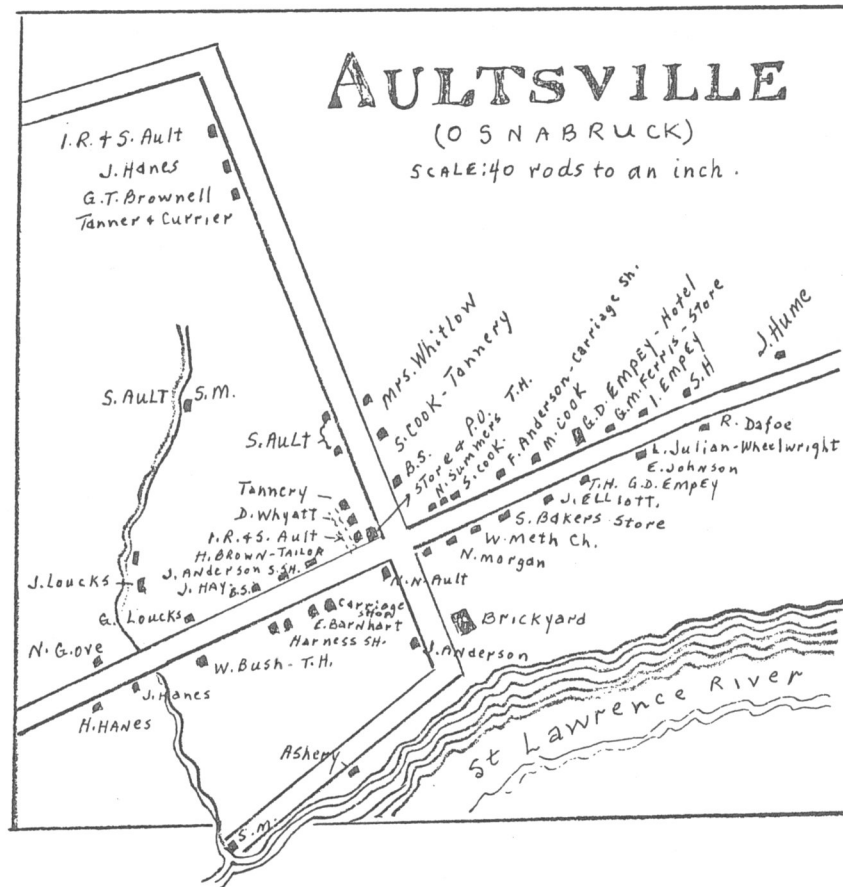 AULTSVILLE
(OSNABRUCK)
SCALE: 40 rods to an inch.
I.R. & S. Ault
J. Hanes
G.T. Brownell
Tanner & Currier
Mrs. Whitlow
S. Cook - Tannery
B.S.
Store & P.O.
T.H.
N. Summers
S. Cook.
F. Anderson - carriage sh.
M. Cook
G.D. Empey - Hotel
G.M. Ferris - Store
I. Empey
S.H
J. Hume
S. Ault
S.M.
S. Ault
Tannery
D. Whyatt
I.R. & S. Ault
H. Brown - Tailor
J. Anderson S.SH.
J. Hay. B.S.
J. Loucks
G. Loucks
N. G.ove
R. Dafoe
L. Julian - Wheelwright
E. Johnson
T.H. G.D. Empey
J. Elliott.
S. Bakers Store
W. Meth Ch.
N. Morgan
N. N. Ault
Carriage
Shop
E. Barnhart
Harness SH.
Brickyard
J. Anderson
W. Bush - T.H.
J. Hanes
H. Hanes
Ashery
S.M.
St Lawrence River